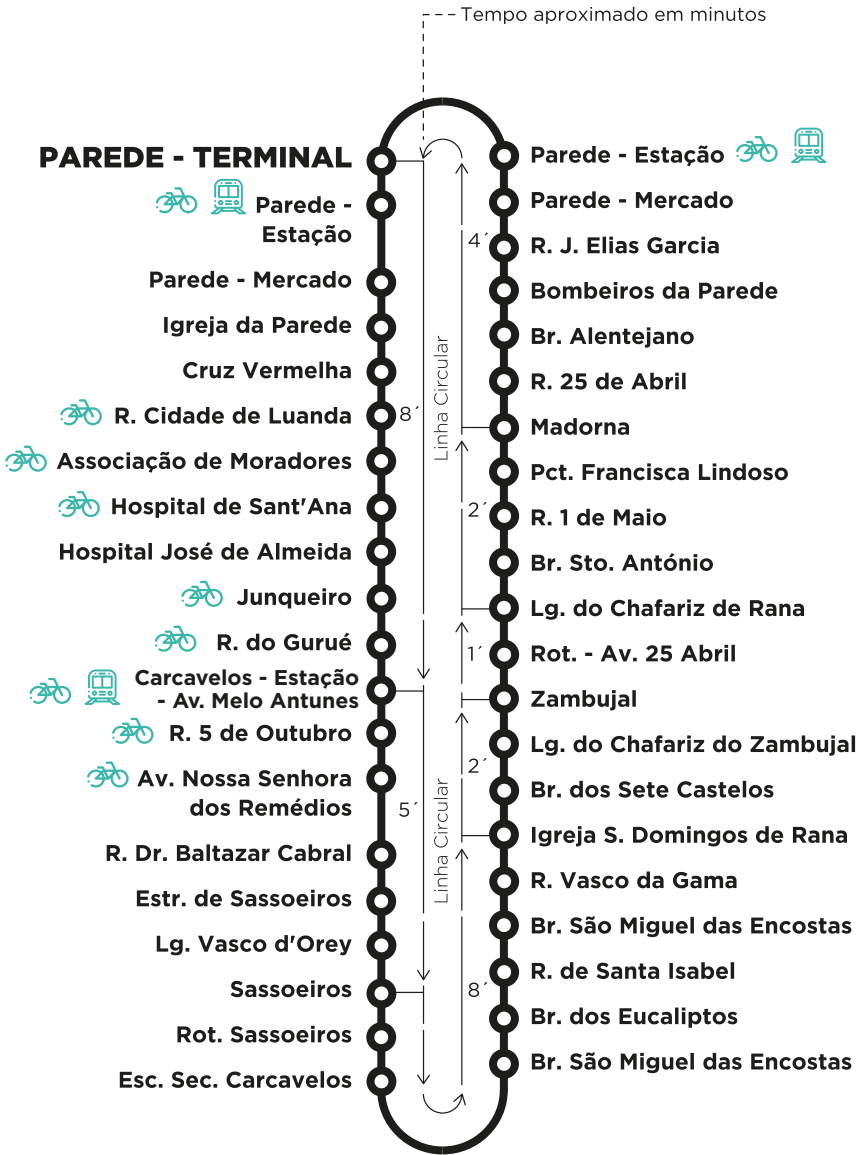 Tempo aproximado em minutos
PAREDE - TERMINAL
Parede -
Estação
Parede - Mercado
Igreja da Parede
Cruz Vermelha
R. Cidade de Luanda
Associação de Moradores
Hospital de Sant'Ana
Hospital José de Almeida
Junqueiro
R. do Gurué
Carcavelos - Estação
- Av. Melo Antunes
R. 5 de Outubro
Av. Nossa Senhora
dos Remédios
R. Dr. Baltazar Cabral
Estr. de Sassoeiros
Lg. Vasco d'Orey
Sassoeiros
Rot. Sassoeiros
Esc. Sec. Carcavelos
8´
5´
Linha Circular
Linha Circular
4´
2´
1´
2´
8´
Parede - Estação
Parede - Mercado
R. J. Elias Garcia
Bombeiros da Parede
Br. Alentejano
R. 25 de Abril
Madorna
Pct. Francisca Lindoso
R. 1 de Maio
Br. Sto. António
Lg. do Chafariz de Rana
Rot. - Av. 25 Abril
Zambujal
Lg. do Chafariz do Zambujal
Br. dos Sete Castelos
Igreja S. Domingos de Rana
R. Vasco da Gama
Br. São Miguel das Encostas
R. de Santa Isabel
Br. dos Eucaliptos
Br. São Miguel das Encostas